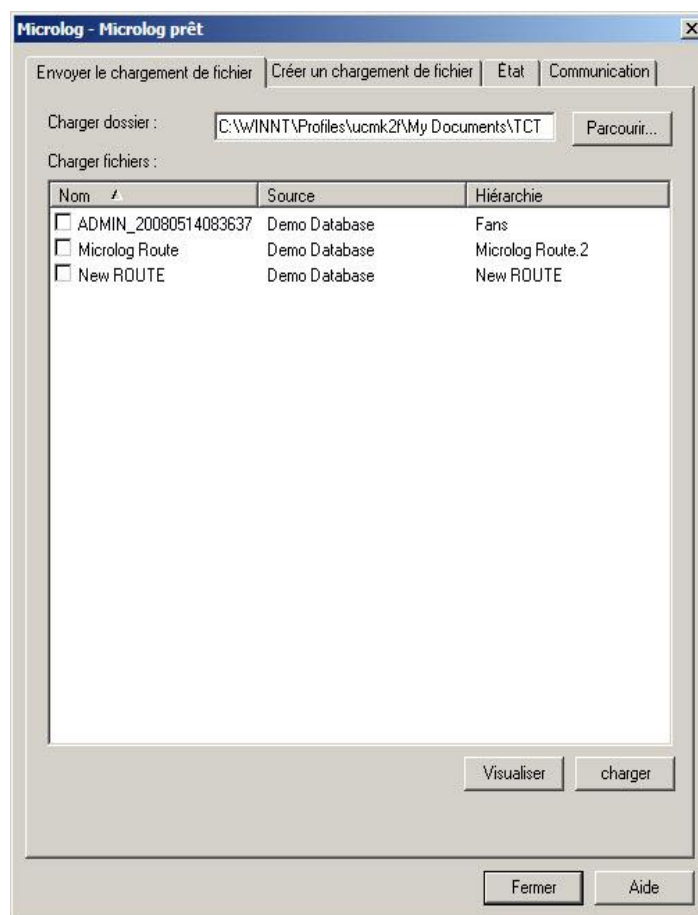 Microlog - Microlog prêt
Envoyer le chargement de fichier Créer un chargement de fichier État Communication
Charger dossier : C:\WINNT\Profiles\ucmk2f\My Documents\TCT Parcourir...
Charger fichiers :
Nom Source Hiérarchie
ADMIN_20080514083637 Demo Database Fans
Microlog Route Demo Database Microlog Route.2
New ROUTE Demo Database New ROUTE
Visualiser charger
Fermer Aide